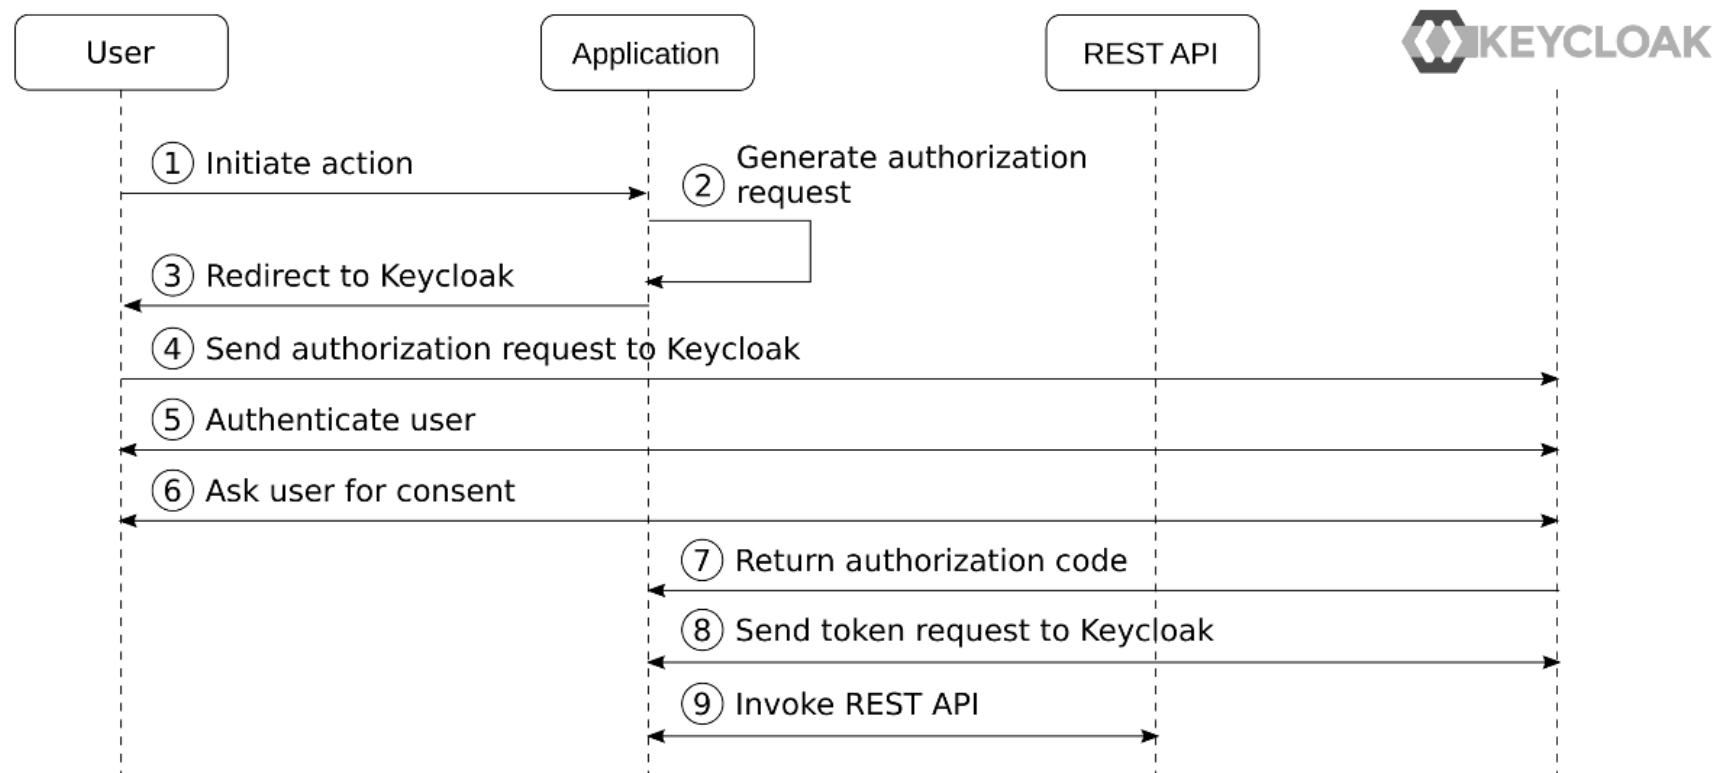 User
Application
REST API
KEYCLOAK
1 Initiate action
2 Generate authorization
request
3 Redirect to Keycloak
4 Send authorization request to Keycloak
5 Authenticate user
6 Ask user for consent
7 Return authorization code
8 Send token request to Keycloak
9 Invoke REST API